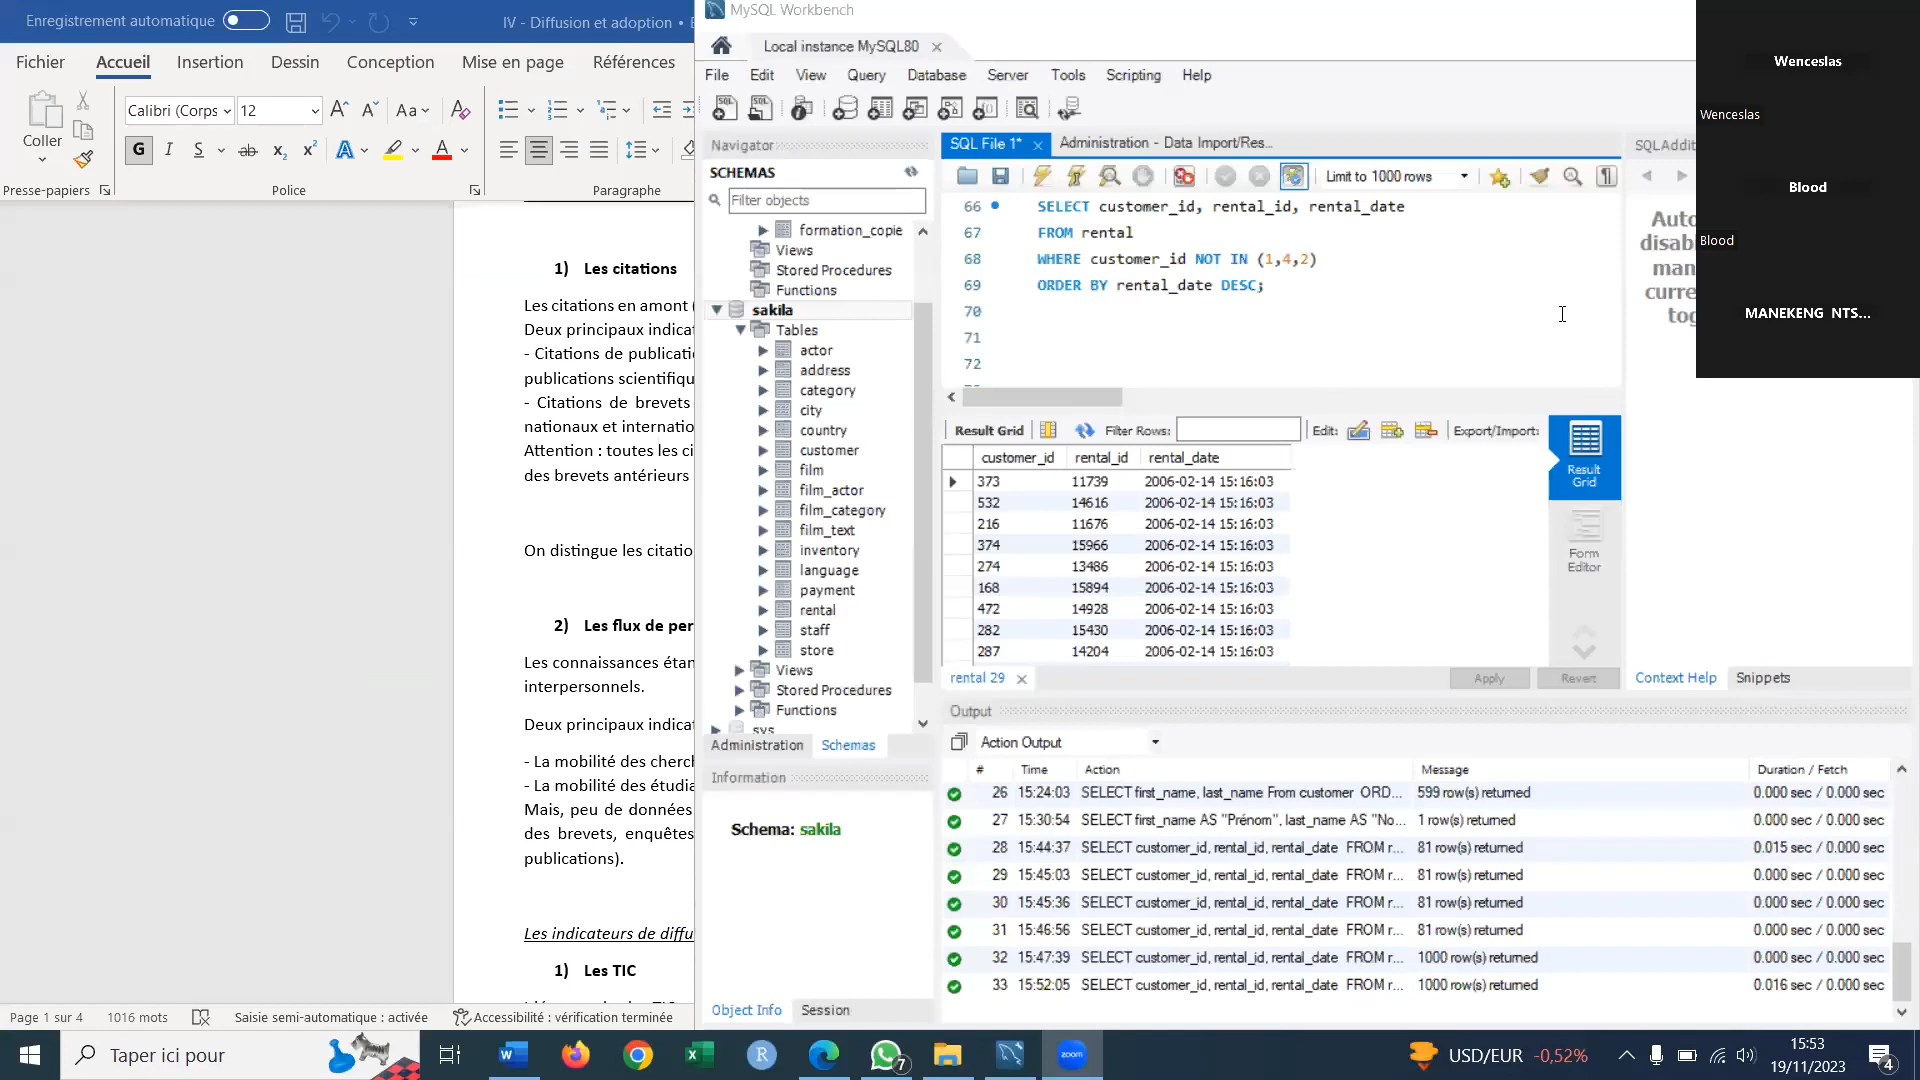 Enregistrement automatique
IV - Diffusion et adoption •
Fichier Accueil Insertion Dessin Conception Mise en page Références
Coller
Calibri (Corps 12
Aa
G I S ab x₂ x² A A
Presse-papiers Police Paragraphe
1) Les citations
Les citations en amont (
Deux principaux indicat
- Citations de publicati
publications scientifiqu
- Citations de brevets
nationaux et internatio
Attention : toutes les ci
des brevets antérieurs
On distingue les citatio
2) Les flux de per
Les connaissances étan
interpersonnels.
Deux principaux indicat
- La mobilité des cherch
- La mobilité des étudia
Mais, peu de données
des brevets, enquêtes
publications).
Les indicateurs de diffu
1) Les TIC
Page 1 sur 4 1016 mots Saisie semi-automatique : activée Accessibilité : vérification terminée
MySQL Workbench
Local instance MySQL80
File Edit View Query Database Server Tools Scripting Help
Navigator
SCHEMAS
Filter objects
formation_copie
Views
Stored Procedures
Functions
sakila
Tables
actor
address
category
city
country
customer
film
film_actor
film_category
film_text
inventory
language
payment
rental
staff
store
Views
Stored Procedures
Functions
sys
Administration Schemas
Information
Schema: sakila
Object Info Session
SQL File 1* Administration - Data Import/Res...
Limit to 1000 rows
66 SELECT customer_id, rental_id, rental_date
67 FROM rental
68 WHERE customer_id NOT IN (1,4,2)
69 ORDER BY rental_date DESC;
70
71
72
Result Grid Filter Rows: Edit: Export/Import:
customer_id rental_id rental_date
373 11739 2006-02-14 15:16:03
532 14616 2006-02-14 15:16:03
216 11676 2006-02-14 15:16:03
374 15966 2006-02-14 15:16:03
274 13486 2006-02-14 15:16:03
168 15894 2006-02-14 15:16:03
472 14928 2006-02-14 15:16:03
282 15430 2006-02-14 15:16:03
287 14204 2006-02-14 15:16:03
Result
Grid
Form
Editor
rental 29 Apply Revert
SQLAddit
Auto
disab
man
curre
tog
Context Help Snippets
Wenceslas
Wenceslas
Blood
Blood
MANEKENG NTS...
Output
Action Output
# Time Action Message Duration / Fetch
26 15:24:03 SELECT first_name, last_name From customer ORD... 599 row(s) returned 0.000 sec / 0.000 sec
27 15:30:54 SELECT first_name AS "Prénom", last_name AS "No... 1 row(s) returned 0.000 sec / 0.000 sec
28 15:44:37 SELECT customer_id, rental_id, rental_date FROM r... 81 row(s) returned 0.015 sec / 0.000 sec
29 15:45:03 SELECT customer_id, rental_id, rental_date FROM r... 81 row(s) returned 0.000 sec / 0.000 sec
30 15:45:36 SELECT customer_id, rental_id, rental_date FROM r... 81 row(s) returned 0.000 sec / 0.000 sec
31 15:46:56 SELECT customer_id, rental_id, rental_date FROM r... 81 row(s) returned 0.000 sec / 0.000 sec
32 15:47:39 SELECT customer_id, rental_id, rental_date FROM r... 1000 row(s) returned 0.000 sec / 0.000 sec
33 15:52:05 SELECT customer_id, rental_id, rental_date FROM r... 1000 row(s) returned 0.016 sec / 0.000 sec
Taper ici pour
7
zoom
USD/EUR -0,52%
15:53
19/11/2023
4